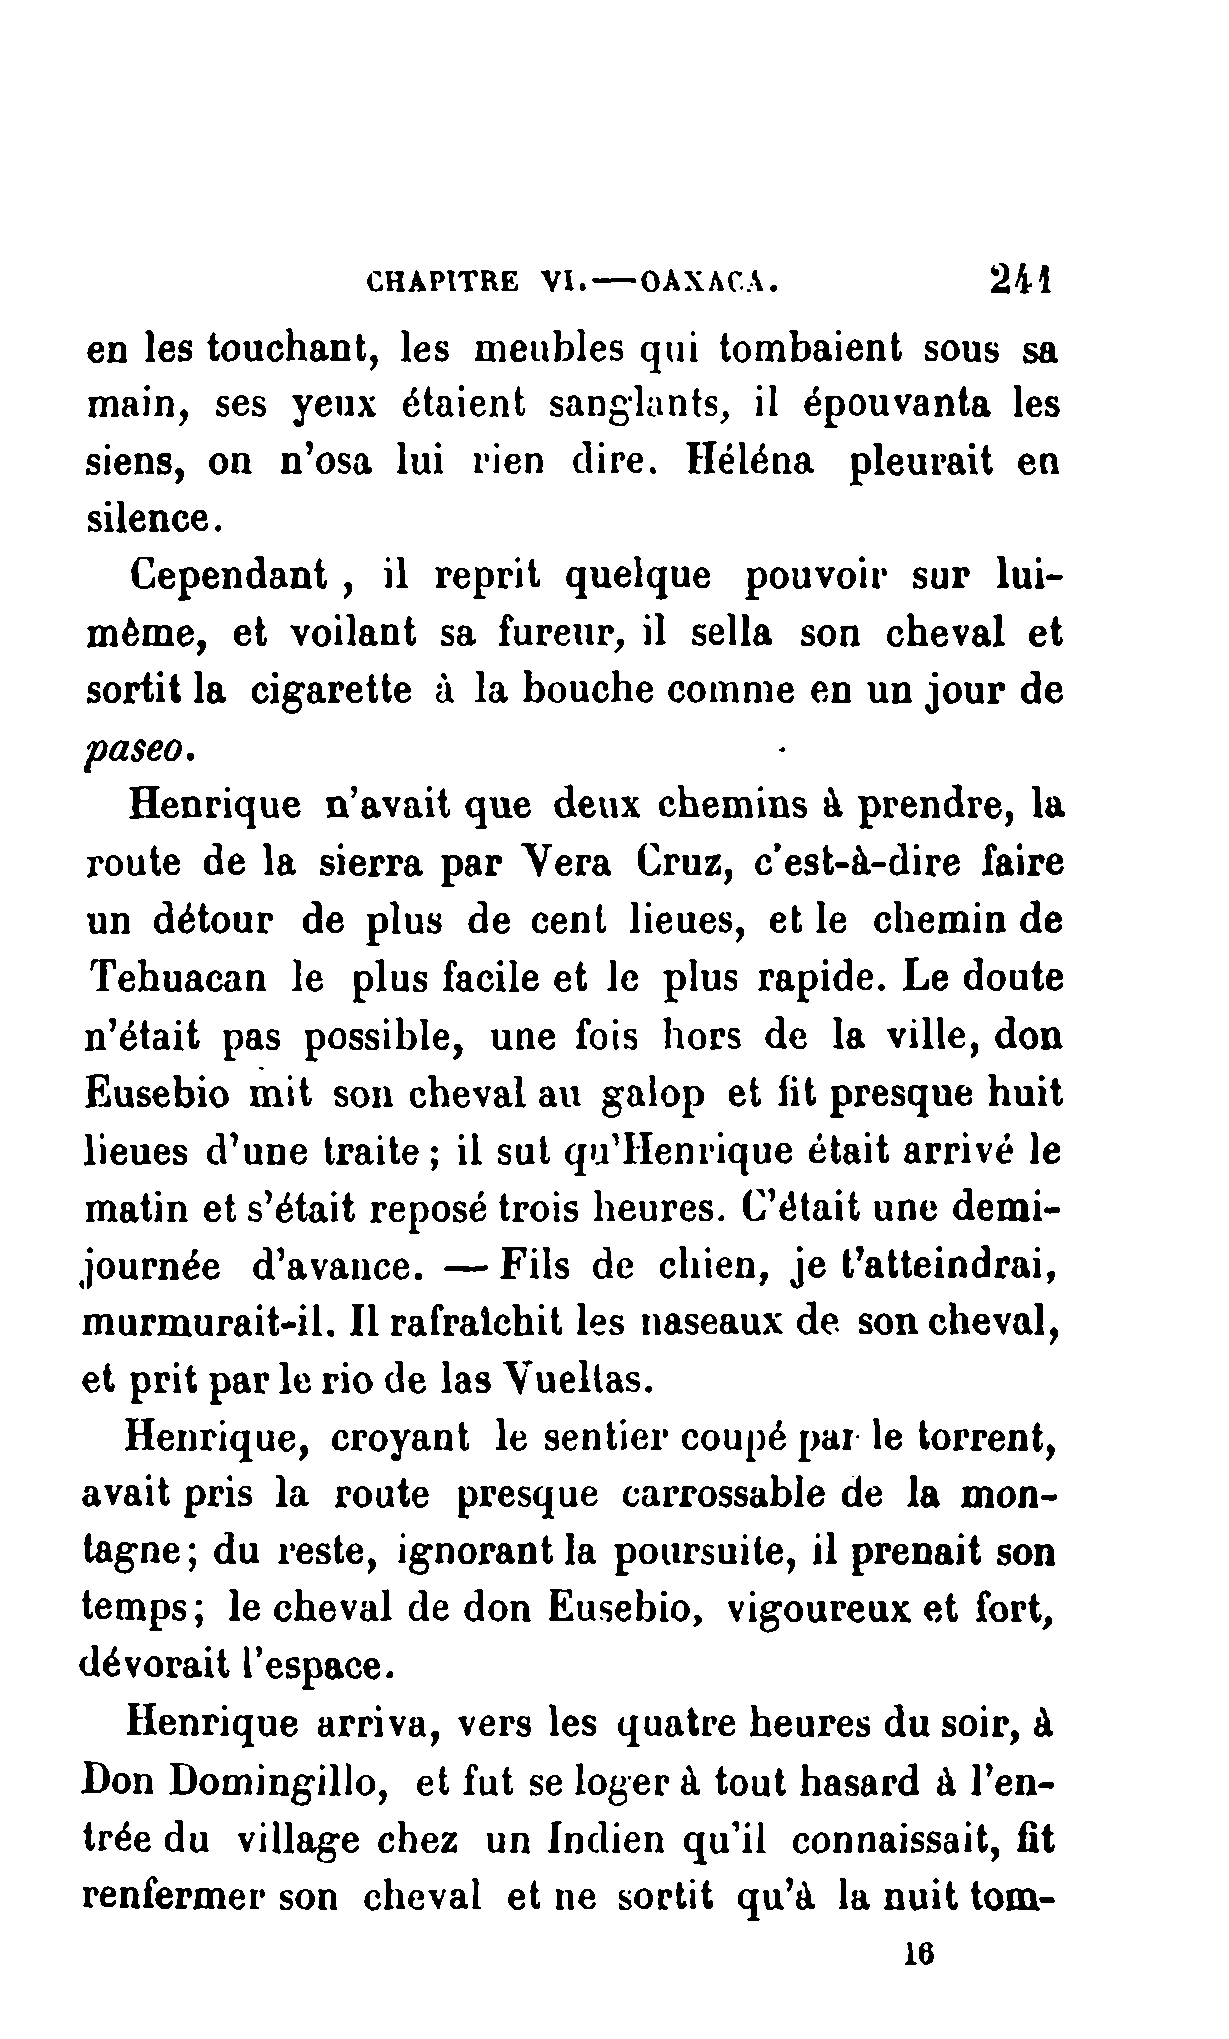 CHAPITRE VI.—OAXACA. 241
en les touchant, les meubles qui tombaient sous sa
main, ses yeux étaient sanglants, il épouvanta les
siens, on n'osa lui rien dire. Héléna pleurait en
silence.
Cependant , il reprit quelque pouvoir sur lui-
même, et voilant sa fureur, il sella son cheval et
sortit la cigarette à la bouche comme en un jour de
paseo.
Henrique n'avait que deux chemins à prendre, la
route de la sierra par Vera Cruz, c'est-à-dire faire
un détour de plus de cent lieues, et le chemin de
Tehuacan le plus facile et le plus rapide. Le doute
n'était pas possible, une fois hors de la ville, don
Eusebio mit son cheval au galop et fit presque huit
lieues d'une traite ; il sut qu'Henrique était arrivé le
matin et s'était reposé trois heures. C'était une demi-
journée d'avance. — Fils de chien, je t'atteindrai,
murmurait-il. Il rafraîchit les naseaux de son cheval,
et prit par le rio de las Vueltas.
Henrique, croyant le sentier coupé par le torrent,
avait pris la route presque carrossable de la mon-
tagne; du reste, ignorant la poursuite, il prenait son
temps; le cheval de don Eusebio, vigoureux et fort,
dévorait l'espace.
Henrique arriva, vers les quatre heures du soir, à
Don Domingillo, et fut se loger à tout hasard à l'en-
trée du village chez un Indien qu'il connaissait, fit
renfermer son cheval et ne sortit qu'à la nuit tom-
16